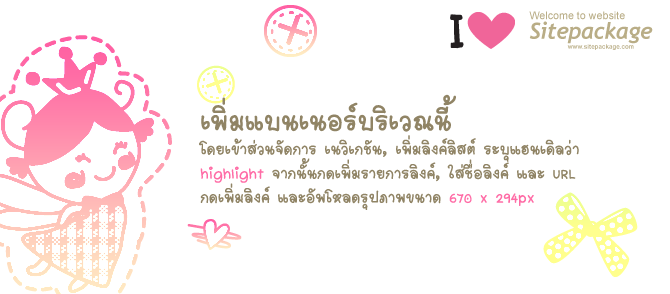 I
Welcome to website
Sitepackage
www.sitepackage.com
เพิ่มแบนเนอร์บริเวณนี้
โดยเข้าส่วนจัดการ เนวิเกชัน, เพิ่มลิงค์ลิสต์ ระบุแฮนเดิลว่า
highlight จากนั้นกดเพิ่มรายการลิงค์, ใส่ชื่อลิงค์ และ URL
กดเพิ่มลิงค์ และอัพโหลดรูปภาพขนาด 670 x 294px